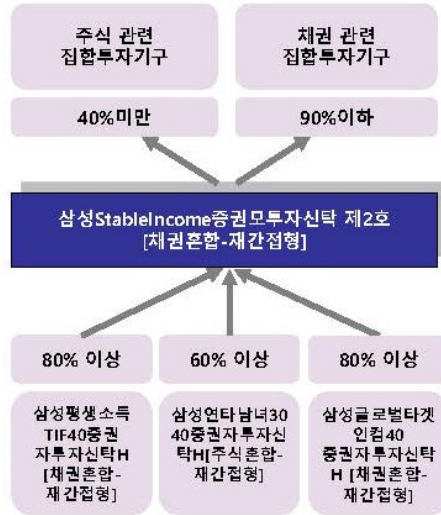 주식 관련
집합투자기구
채권 관련
집합투자기구
40%미만
90%이하
삼성StableIncome증권모투자신탁 제2호
[채권혼합-재간접형]
80% 이상
60% 이상
80% 이상
삼성평생소득
TIF40증권
자투자신탁H
[채권혼합-
재간접형]
삼성연타남녀30
40증권자투자신
탁H[주식혼합-
재간접형]
삼성글로벌타겟
인컴40
증권자투자신탁
H [채권혼합-
재간접형]